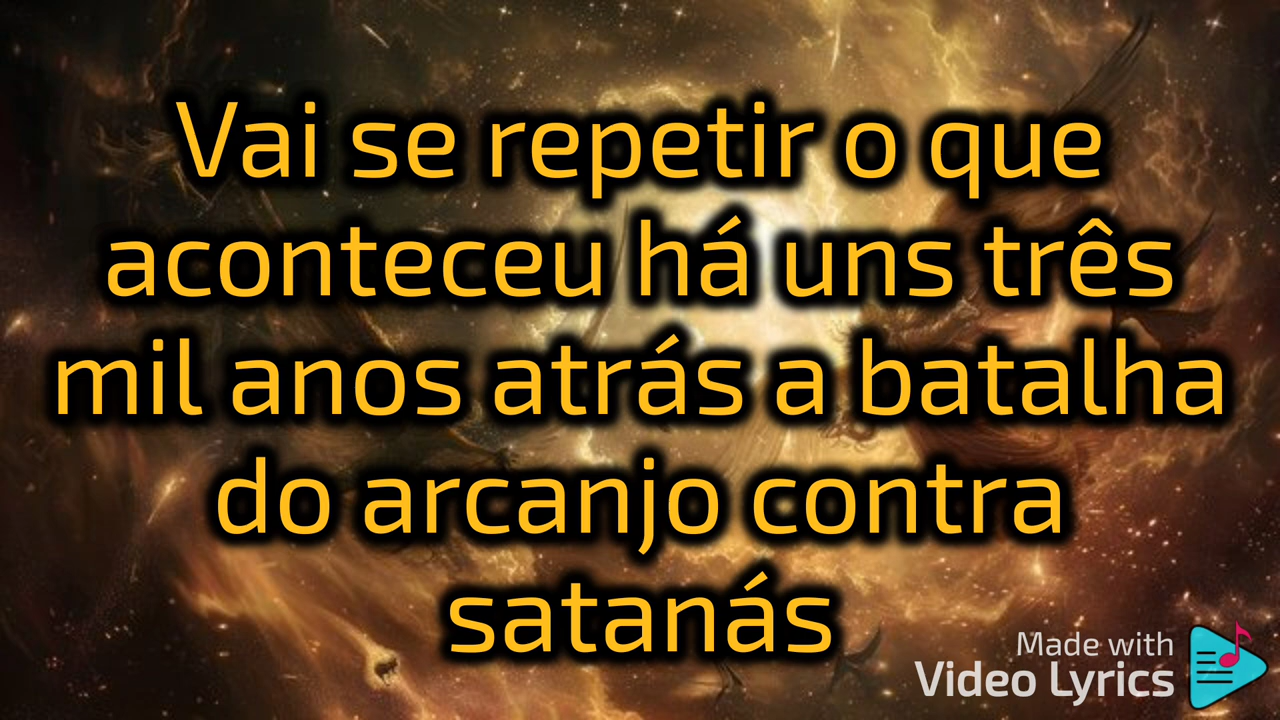 Vai se repetir o que
aconteceu há uns três
mil anos atrás a batalha
do arcanjo contra
satanás
Made with
Video Lyrics